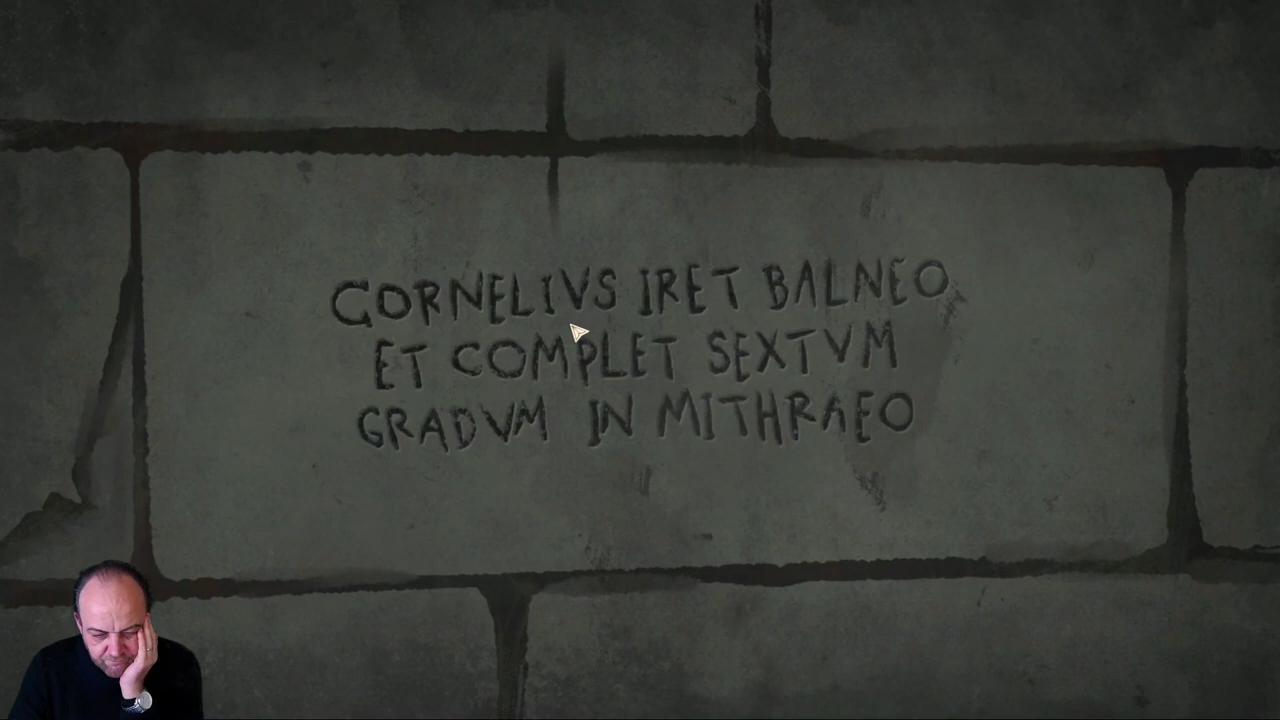 CORNELIVS IRET BALNEO
ET COMPLET SEXTVM
GRADVM IN MITHRAEO